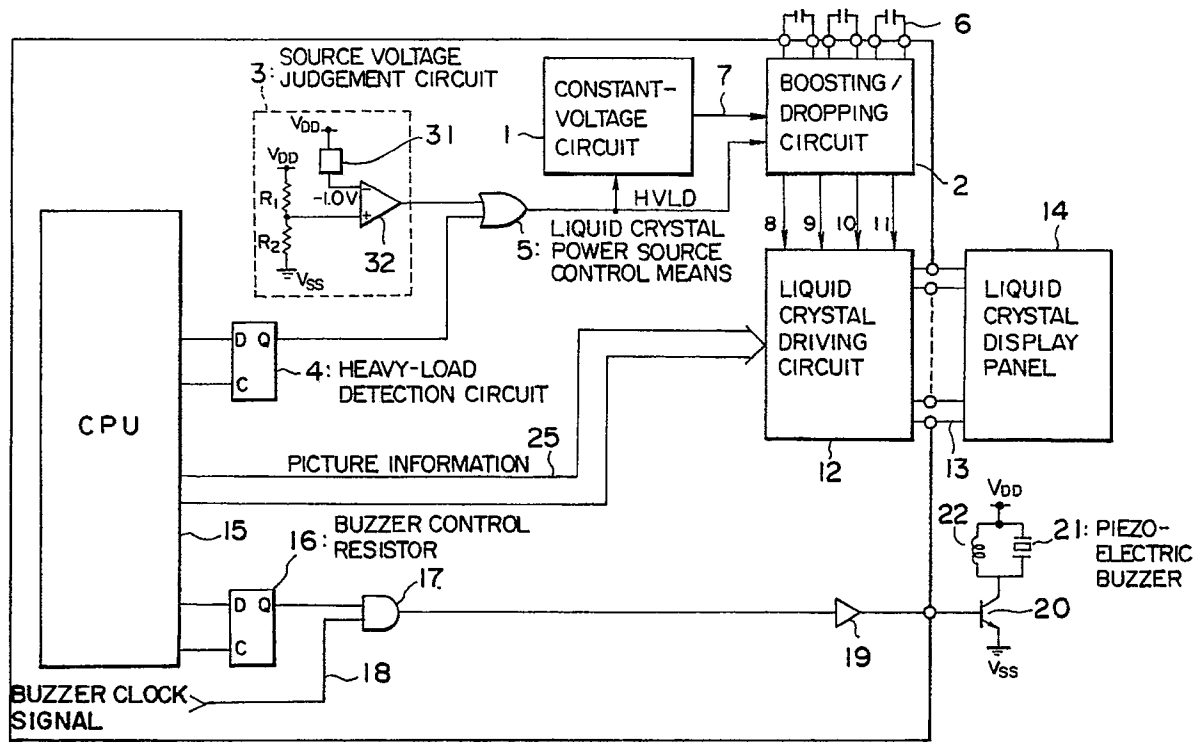 6
SOURCE VOLTAGE
3: JUDGEMENT CIRCUIT
VDD
31
VDD
R1
-1.0V
-
+
R2
32
VSS
CONSTANT-
VOLTAGE
CIRCUIT
1
7
BOOSTING/
DROPPING
CIRCUIT
2
HVLD
LIQUID CRYSTAL
5: POWER SOURCE
CONTROL MEANS
8
9
10
11
14
LIQUID
CRYSTAL
DRIVING
CIRCUIT
12
LIQUID
CRYSTAL
DISPLAY
PANEL
13
CPU
15
D Q
C
4: HEAVY-LOAD
DETECTION CIRCUIT
25
PICTURE INFORMATION
BUZZER CONTROL
16: RESISTOR
17
D Q
C
18
BUZZER CLOCK
SIGNAL
19
VDD
22
21: PIEZO-
ELECTRIC
BUZZER
20
VSS